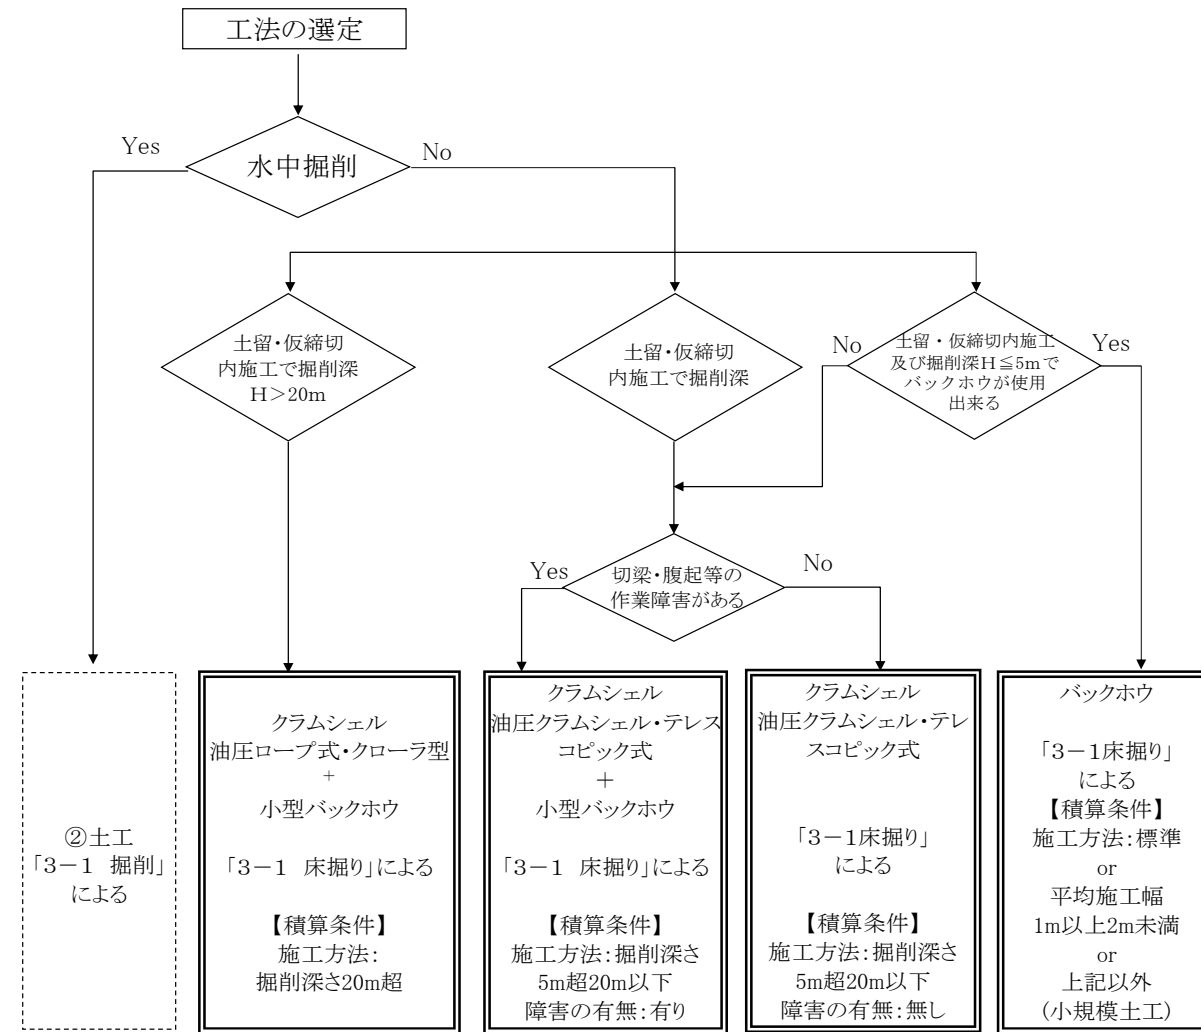 工法の選定
Yes
水中掘削
No
土留・仮締切
内施工で掘削深
H>20m
土留・仮締切
内施工で掘削深
No
土留・仮締切内施工
及び掘削深H≦5mで
バックホウが使用
出来る
Yes
Yes
切梁・腹起等の
作業障害がある
No
②土工
「3-1 掘削」
による
クラムシェル
油圧ロープ式・クローラ型
+
小型バックホウ
「3-1 床掘り」による
【積算条件】
施工方法:
掘削深さ20m超
クラムシェル
油圧クラムシェル・テレス
コピック式
+
小型バックホウ
「3-1 床掘り」による
【積算条件】
施工方法:掘削深さ
5m超20m以下
障害の有無:有り
クラムシェル
油圧クラムシェル・テレ
スコピック式
「3-1床掘り」
による
【積算条件】
施工方法:掘削深さ
5m超20m以下
障害の有無:無し
バックホウ
「3-1床掘り」
による
【積算条件】
施工方法:標準
or
平均施工幅
1m以上2m未満
or
上記以外
(小規模土工)